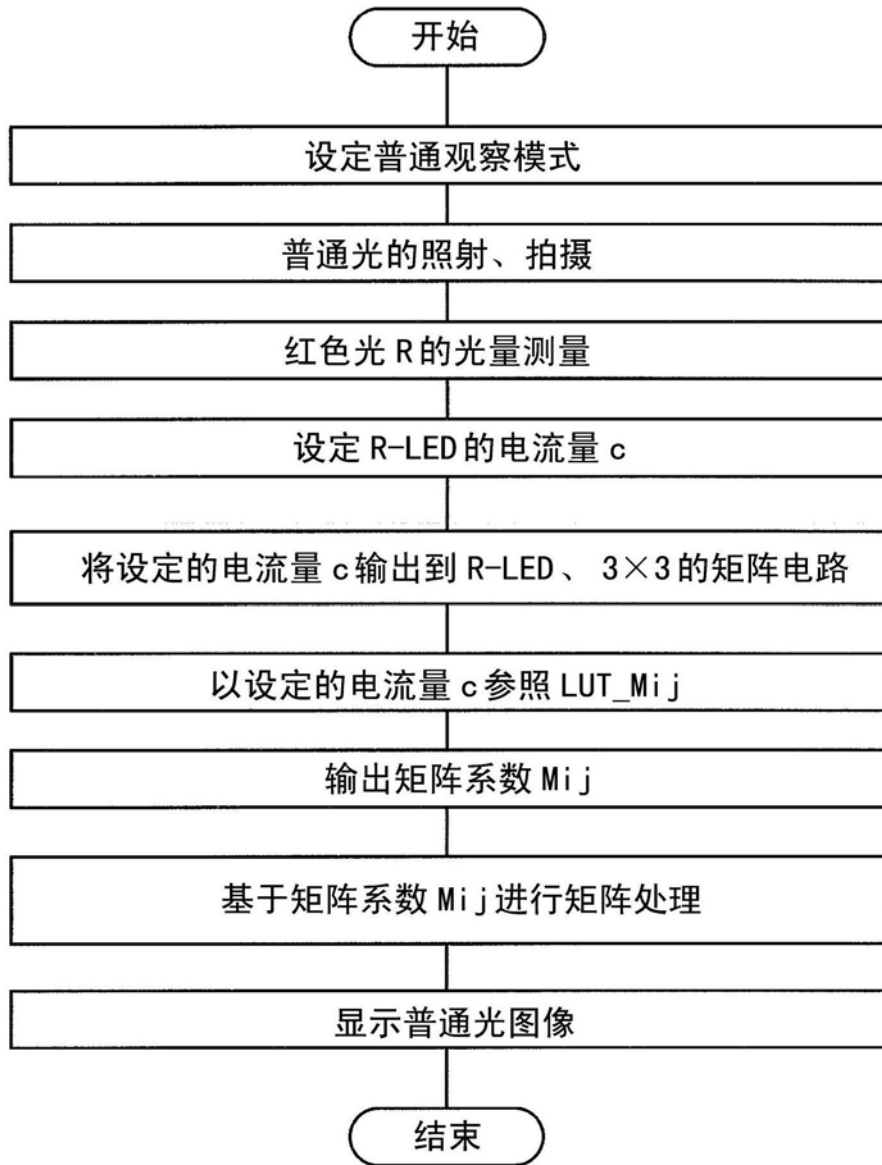 开始
设定普通观察模式
普通光的照射、拍摄
红色光R的光量测量
设定R-LED的电流量c
将设定的电流量c输出到R-LED、3×3的矩阵电路
以设定的电流量c参照LUT_Mij
输出矩阵系数Mij
基于矩阵系数Mij进行矩阵处理
显示普通光图像
结束